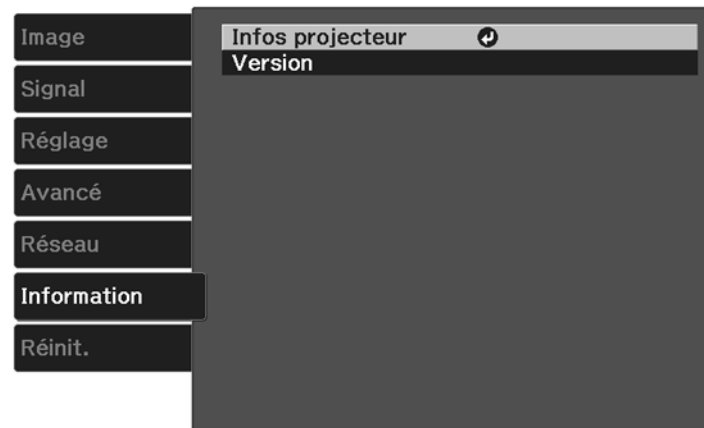 Image
Signal
Réglage
Avancé
Réseau
Information
Réinit.
Infos projecteur
Version